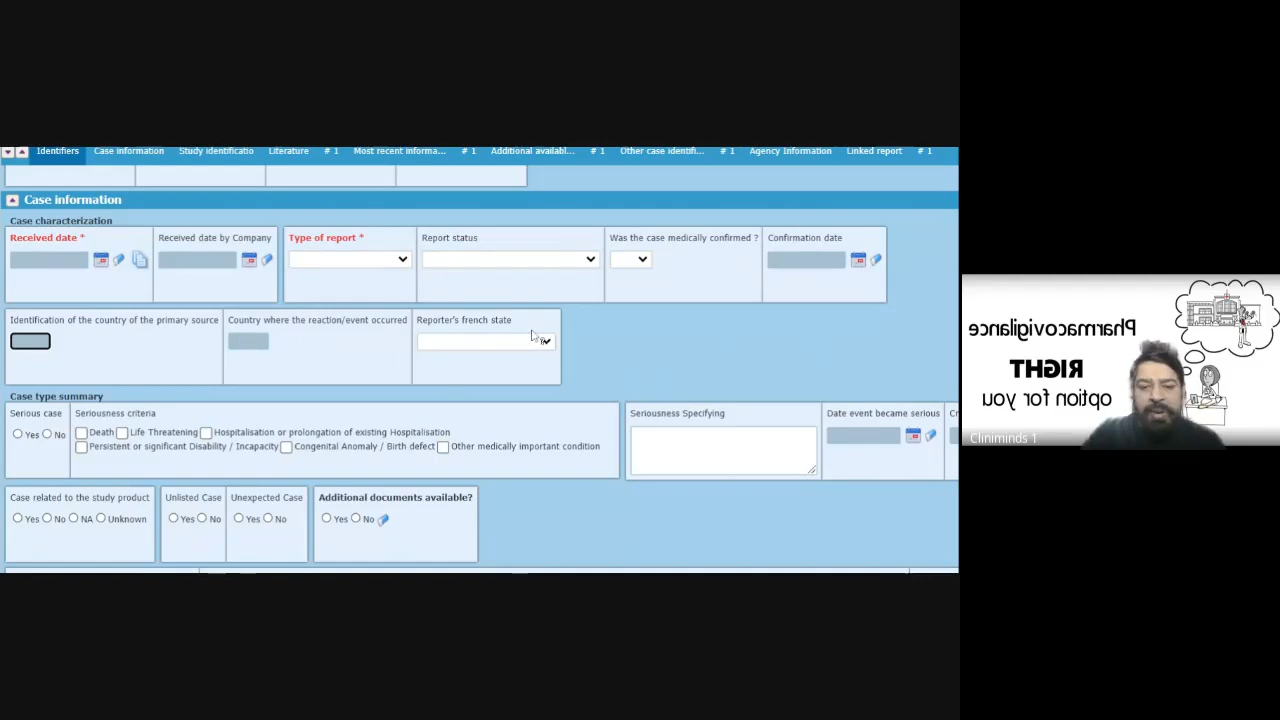 Identifiers Case information Study identificatio Literature # 1 Most recent informa... # 1 Additional availabl... # 1 Other case identifi... # 1 Agency Information Linked report # 1
Case information
Case characterization
Received date * Received date by Company Type of report * Report status Was the case medically confirmed ? Confirmation date
Identification of the country of the primary source Country where the reaction/event occurred Reporter's french state
Case type summary
Serious case Seriousness criteria Seriousness Specifying Date event became serious
Yes No Death Life Threatening Hospitalisation or prolongation of existing Hospitalisation
Persistent or significant Disability / Incapacity Congenital Anomaly / Birth defect Other medically important condition
Case related to the study product Unlisted Case Unexpected Case Additional documents available?
Yes No NA Unknown Yes No Yes No Yes No
Pharmacovigilance
RIGHT
option for you
Cliniminds 1